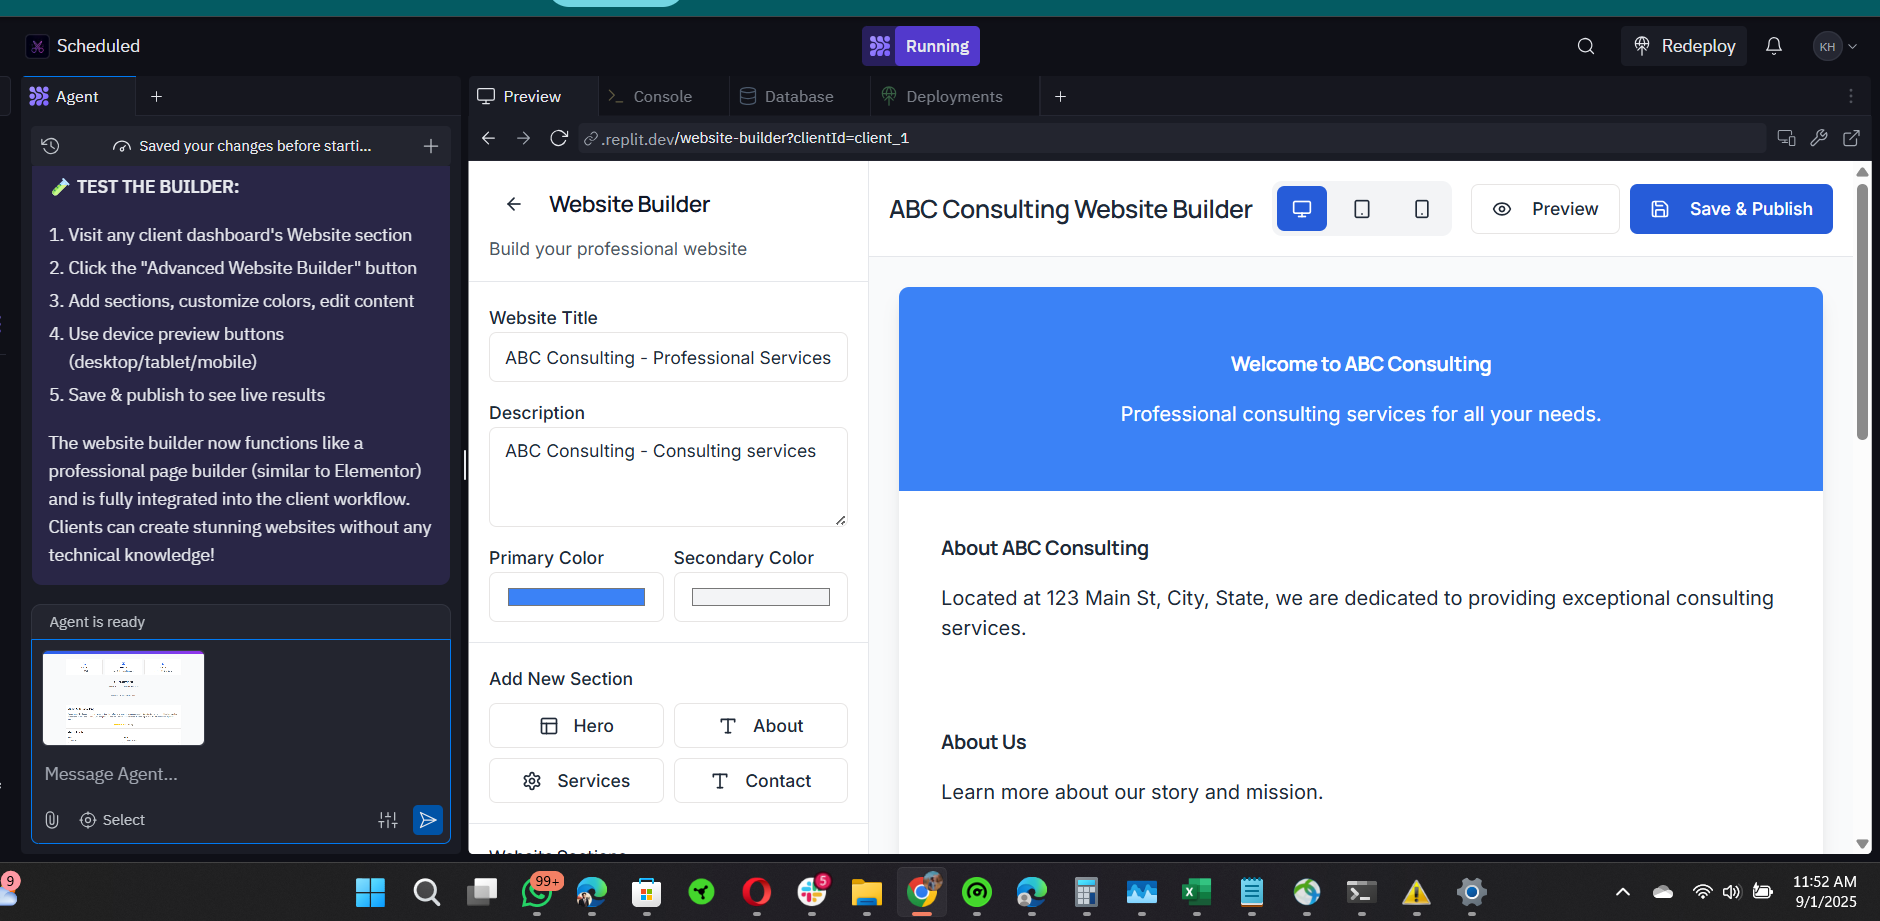 Scheduled
Running
Redeploy
KH
Agent
Preview
Console
Database
Deployments
Saved your changes before starti...
.replit.dev/website-builder?clientId=client_1
TEST THE BUILDER:
1. Visit any client dashboard's Website section
2. Click the "Advanced Website Builder" button
3. Add sections, customize colors, edit content
4. Use device preview buttons
(desktop/tablet/mobile)
5. Save & publish to see live results
The website builder now functions like a
professional page builder (similar to Elementor)
and is fully integrated into the client workflow.
Clients can create stunning websites without any
technical knowledge!
Agent is ready
Message Agent...
Select
Website Builder
Build your professional website
Website Title
ABC Consulting - Professional Services
Description
ABC Consulting - Consulting services
Primary Color
Secondary Color
Add New Section
Hero
About
Services
Contact
Website Sections
ABC Consulting Website Builder
Preview
Save & Publish
Welcome to ABC Consulting
Professional consulting services for all your needs.
About ABC Consulting
Located at 123 Main St, City, State, we are dedicated to providing exceptional consulting
services.
About Us
Learn more about our story and mission.
9
99+
5
11:52 AM
9/1/2025